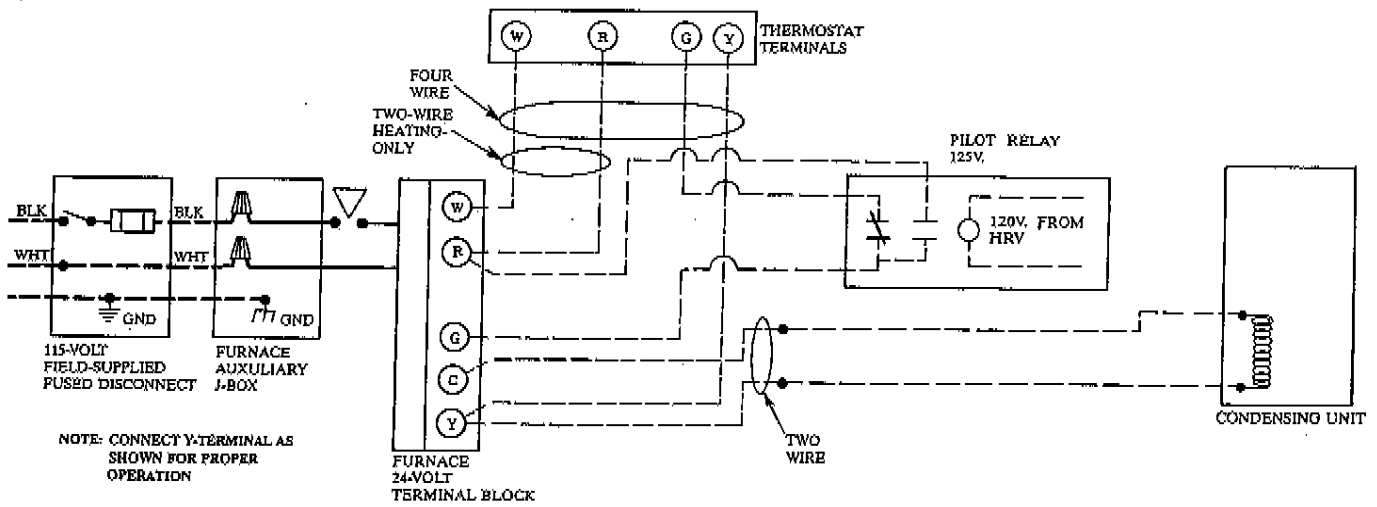 W R G Y
THERMOSTAT
TERMINALS
FOUR
WIRE
TWO-WIRE
HEATING-
ONLY
PILOT RELAY
125V.
120V. FROM
HRV
BLK
BLK
WHT
WHT
GND
GND
115-VOLT
FIELD-SUPPLIED
FUSED DISCONNECT
FURNACE
AUXULIARY
J-BOX
W
R
G
C
Y
NOTE: CONNECT Y-TERMINAL AS
SHOWN FOR PROPER
OPERATION
FURNACE
24-VOLT
TERMINAL BLOCK
TWO
WIRE
CONDENSING UNIT